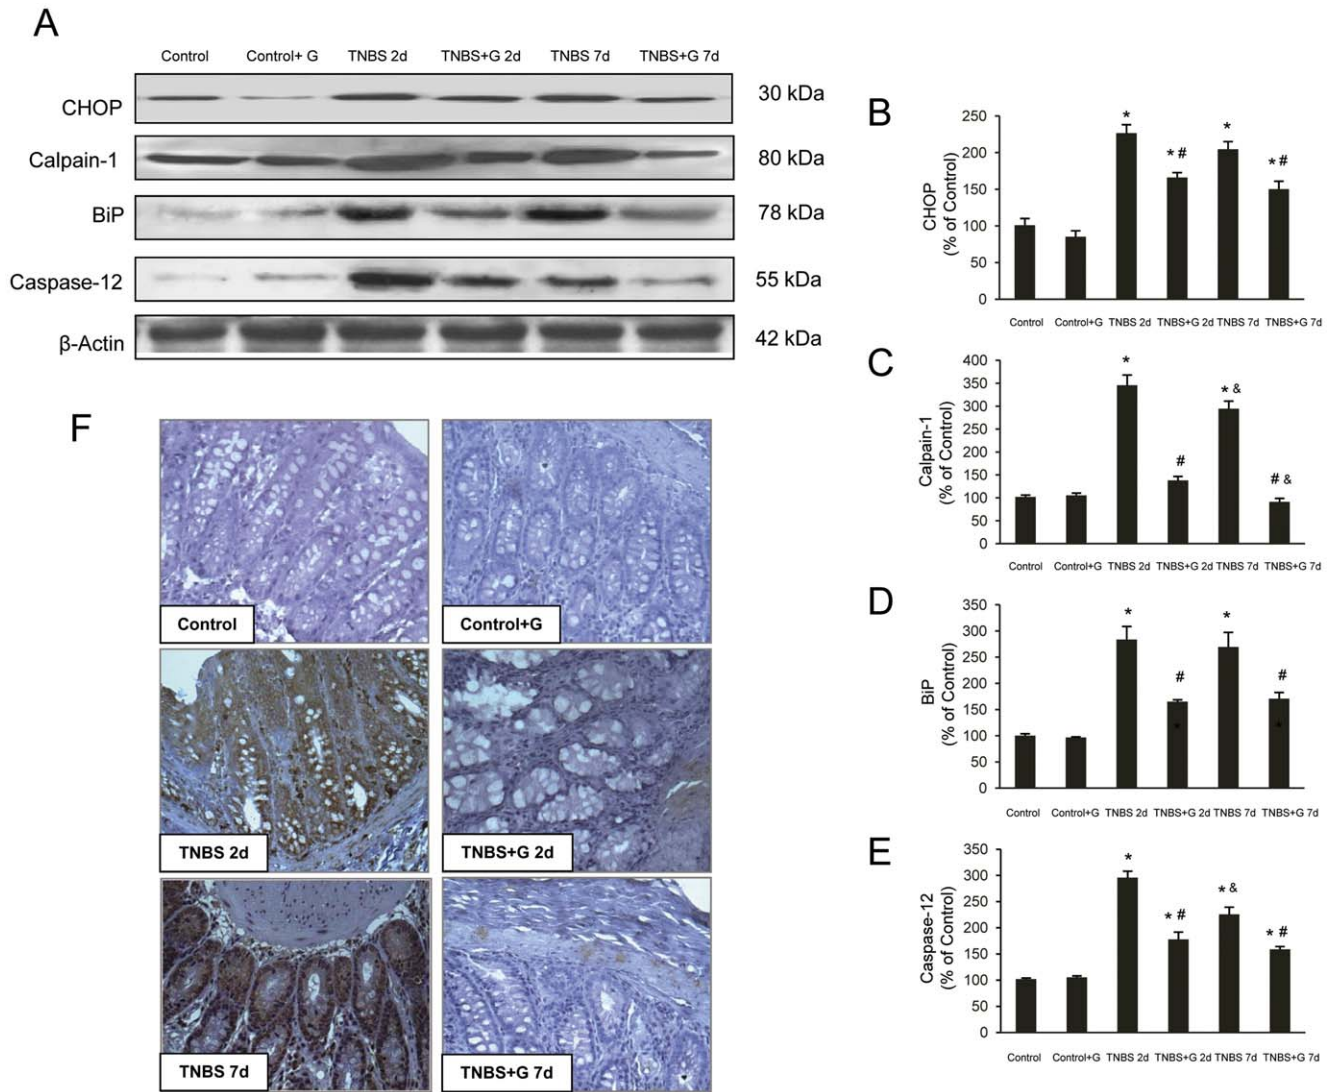 A
Control Control+ G TNBS 2d TNBS+G 2d TNBS 7d TNBS+G 7d
CHOP 30 kDa
Calpain-1 80 kDa
BiP 78 kDa
Caspase-12 55 kDa
β-Actin 42 kDa
B
CHOP
(% of Control)
250
200
150
100
50
0
*
* #
*
* #
Control Control+G TNBS 2d TNBS+G 2d TNBS 7d TNBS+G 7d
C
Calpain-1
(% of Control)
400
350
300
250
200
150
100
50
0
*
#
* &
# &
Control Control+G TNBS 2d TNBS+G 2d TNBS 7d TNBS+G 7d
D
BiP
(% of Control)
350
300
250
200
150
100
50
0
*
#
*
*
#
*
Control Control+G TNBS 2d TNBS+G 2d TNBS 7d TNBS+G 7d
E
Caspase-12
(% of Control)
350
300
250
200
150
100
50
0
*
* #
* &
* #
Control Control+G TNBS 2d TNBS+G 2d TNBS 7d TNBS+G 7d
F
Control
Control+G
TNBS 2d
TNBS+G 2d
TNBS 7d
TNBS+G 7d